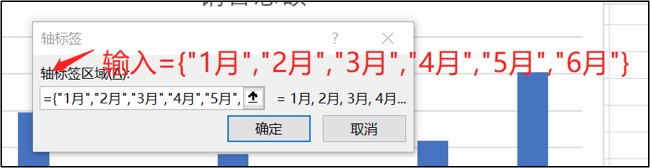 轴标签
?
输入={"1月","2月","3月","4月","5月","6月"}
轴标签区域(A):
={"1月","2月","3月","4月","5月",
= 1月, 2月, 3月, 4月...
确定
取消